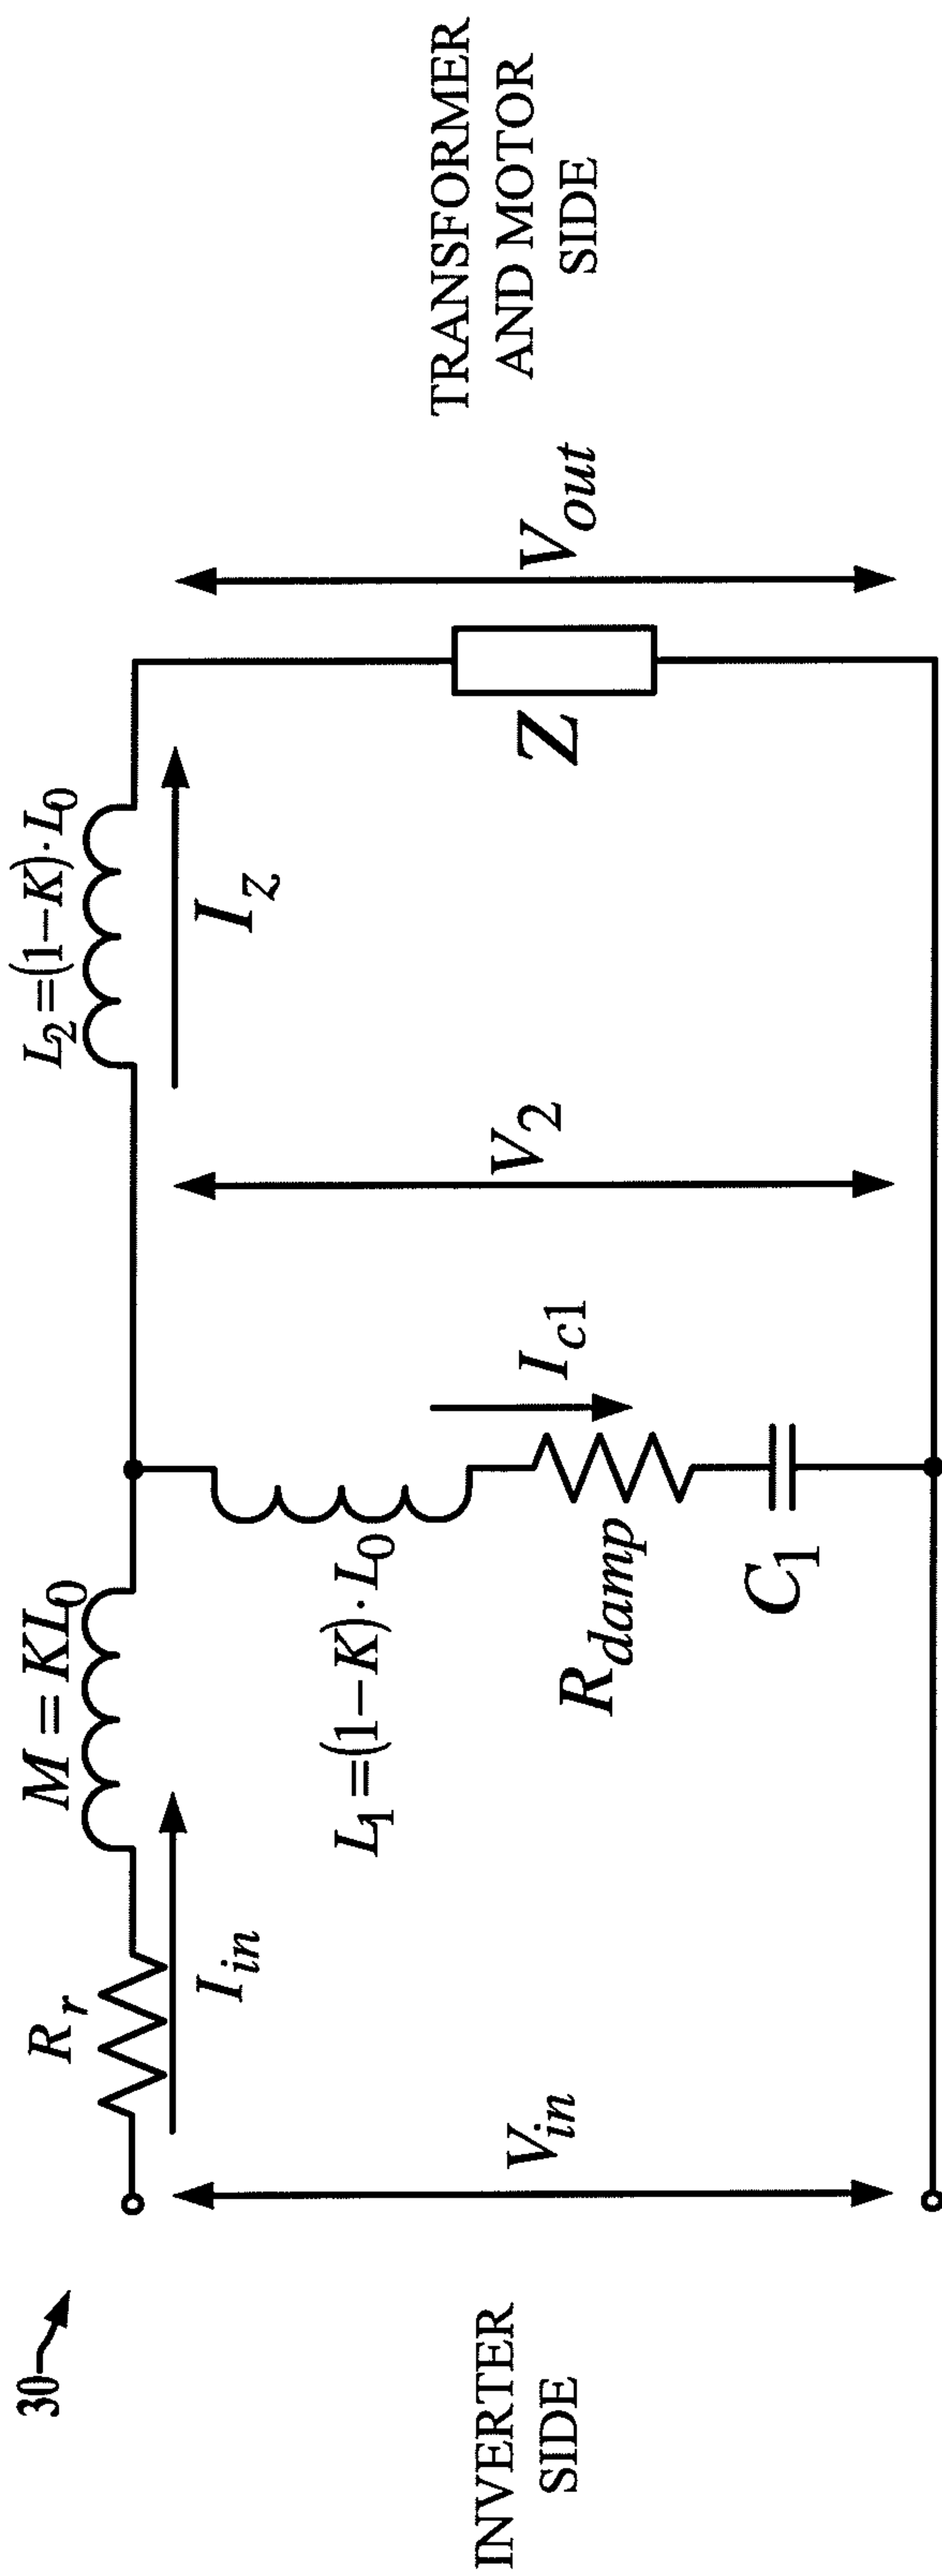 30
INVERTER
SIDE
V_in
R_r
I_in
M=KL_0
L_1=(1-K)·L_0
R_damp
C_1
I_c1
V_2
L_2=(1-K)·L_0
I_z
Z
V_out
TRANSFORMER
AND MOTOR
SIDE